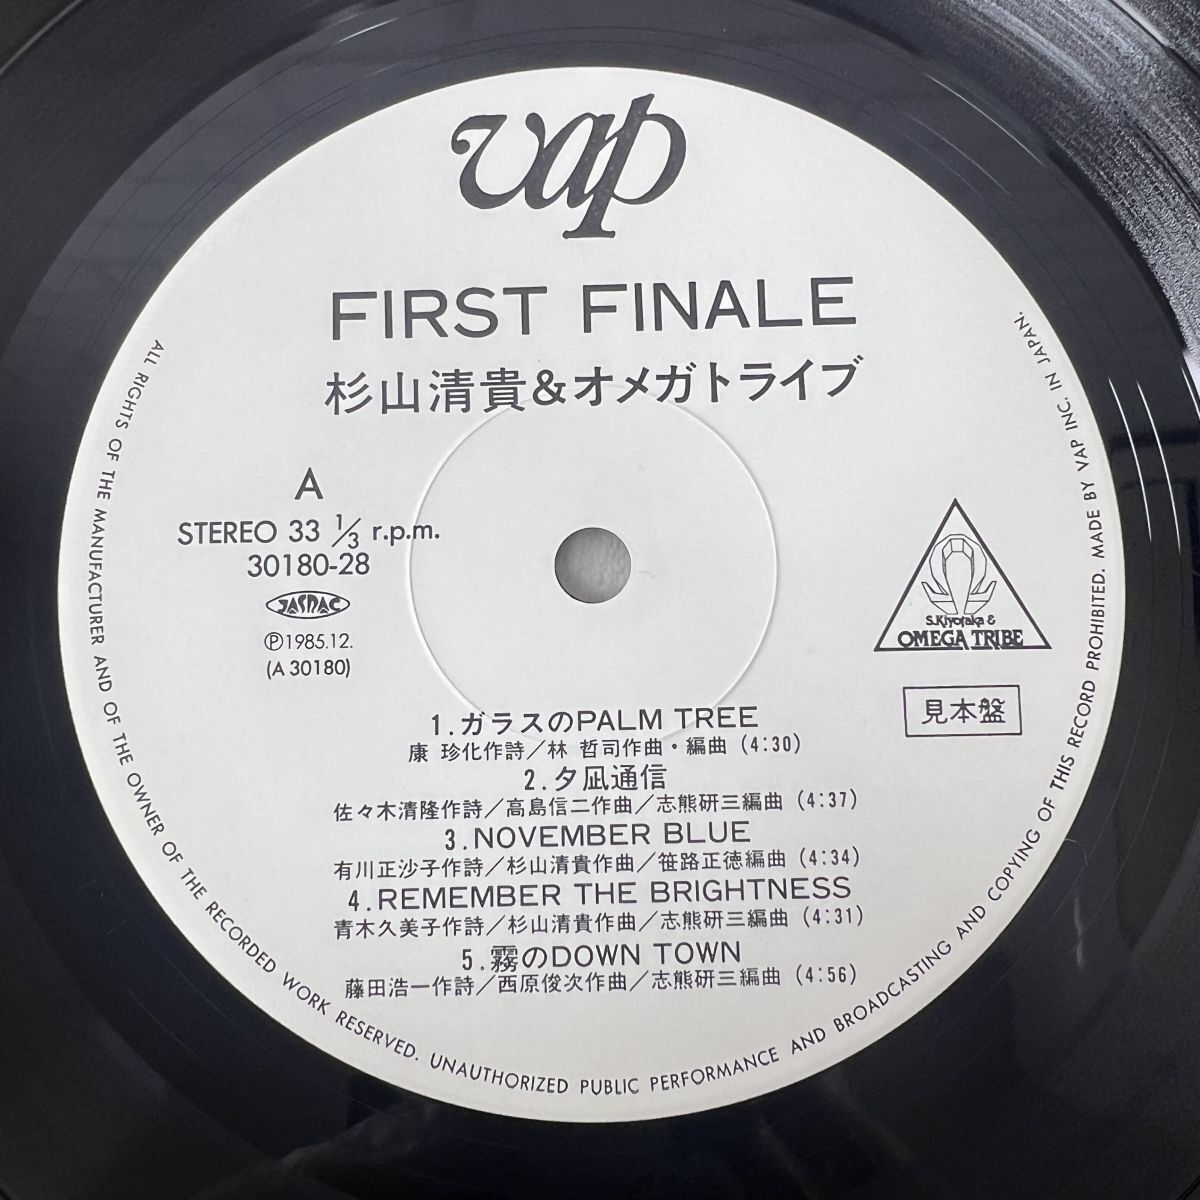 vap
FIRST FINALE
杉山清貴&オメガトライブ
A
STEREO 33 1/3 r.p.m.
30180-28
JASRAC
Ⓟ1985.12.
(A 30180)
S.Kiyotaka &
OMEGA TRIBE
見本盤
1.ガラスのPALM TREE
康 珍化作詩/林 哲司作曲・編曲 (4:30)
2.夕凪通信
佐々木清隆作詩/高島信二作曲/志熊研三編曲 (4:37)
3.NOVEMBER BLUE
有川正沙子作詩/杉山清貴作曲/笹路正徳編曲 (4:34)
4.REMEMBER THE BRIGHTNESS
青木久美子作詩/杉山清貴作曲/志熊研三編曲 (4:31)
5.霧のDOWN TOWN
藤田浩一作詩/西原俊次作曲/志熊研三編曲 (4:56)
ALL RIGHTS OF THE MANUFACTURER AND OF THE OWNER OF THE RECORDED WORK RESERVED. UNAUTHORIZED PUBLIC PERFORMANCE AND BROADCASTING AND COPYING OF THIS RECORD PROHIBITED. MADE BY VAP INC. IN JAPAN.